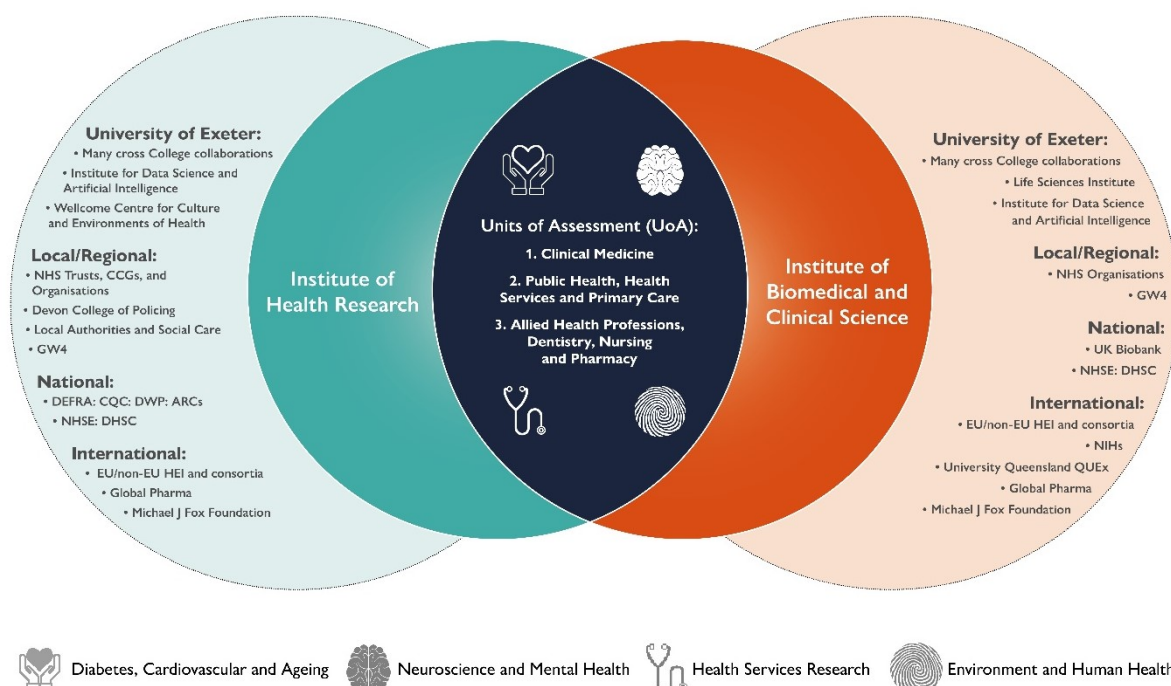 University of Exeter:
• Many cross College collaborations
• Institute for Data Science and
Artificial Intelligence
• Wellcome Centre for Culture
and Environments of Health
Local/Regional:
• NHS Trusts, CCGs, and
Organisations
• Devon College of Policing
• Local Authorities and Social Care
• GW4
National:
• DEFRA: CQC: DWP: ARCs
• NHSE: DHSC
International:
• EU/non-EU HEI and consortia
• Global Pharma
• Michael J Fox Foundation
Institute of
Health Research
Units of Assessment (UoA):
1. Clinical Medicine
2. Public Health, Health
Services and Primary Care
3. Allied Health Professions,
Dentistry, Nursing
and Pharmacy
Institute of
Biomedical and
Clinical Science
University of Exeter:
• Many cross College collaborations
• Life Sciences Institute
• Institute for Data Science
and Artificial Intelligence
Local/Regional:
• NHS Organisations
• GW4
National:
• UK Biobank
• NHSE: DHSC
International:
• EU/non-EU HEI and consortia
• NIHs
• University Queensland QUEx
• Global Pharma
• Michael J Fox Foundation
Diabetes, Cardiovascular and Ageing
Neuroscience and Mental Health
Health Services Research
Environment and Human Health